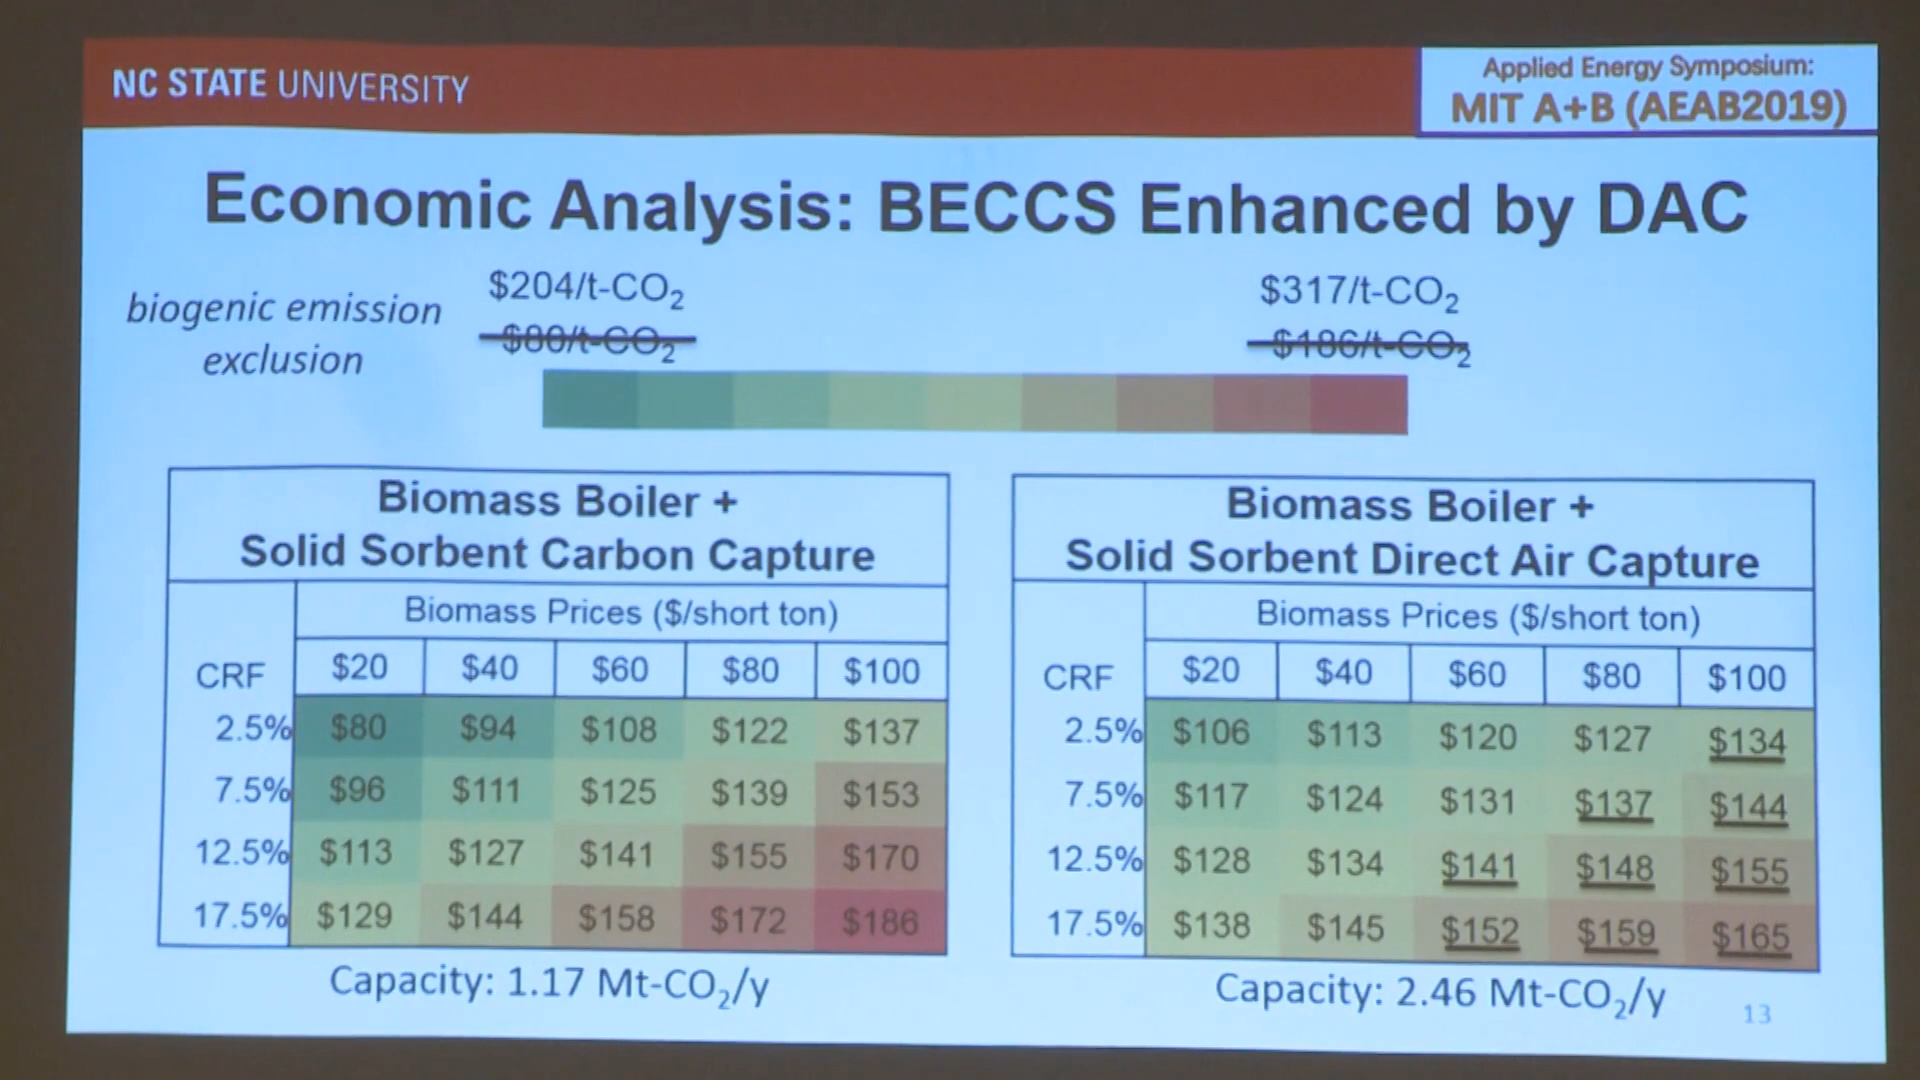 NC STATE UNIVERSITY
Applied Energy Symposium:
MIT A+B (AEAB2019)
Economic Analysis: BECCS Enhanced by DAC
biogenic emission
exclusion
$204/t-CO₂
$80/t-CO₂
$317/t-CO₂
$186/t-CO₂
Biomass Boiler +
Solid Sorbent Carbon Capture
Biomass Prices ($/short ton)
CRF $20 $40 $60 $80 $100
2.5% $80 $94 $108 $122 $137
7.5% $96 $111 $125 $139 $153
12.5% $113 $127 $141 $155 $170
17.5% $129 $144 $158 $172 $186
Capacity: 1.17 Mt-CO₂/y
Biomass Boiler +
Solid Sorbent Direct Air Capture
Biomass Prices ($/short ton)
CRF $20 $40 $60 $80 $100
2.5% $106 $113 $120 $127 $134
7.5% $117 $124 $131 $137 $144
12.5% $128 $134 $141 $148 $155
17.5% $138 $145 $152 $159 $165
Capacity: 2.46 Mt-CO₂/y
13